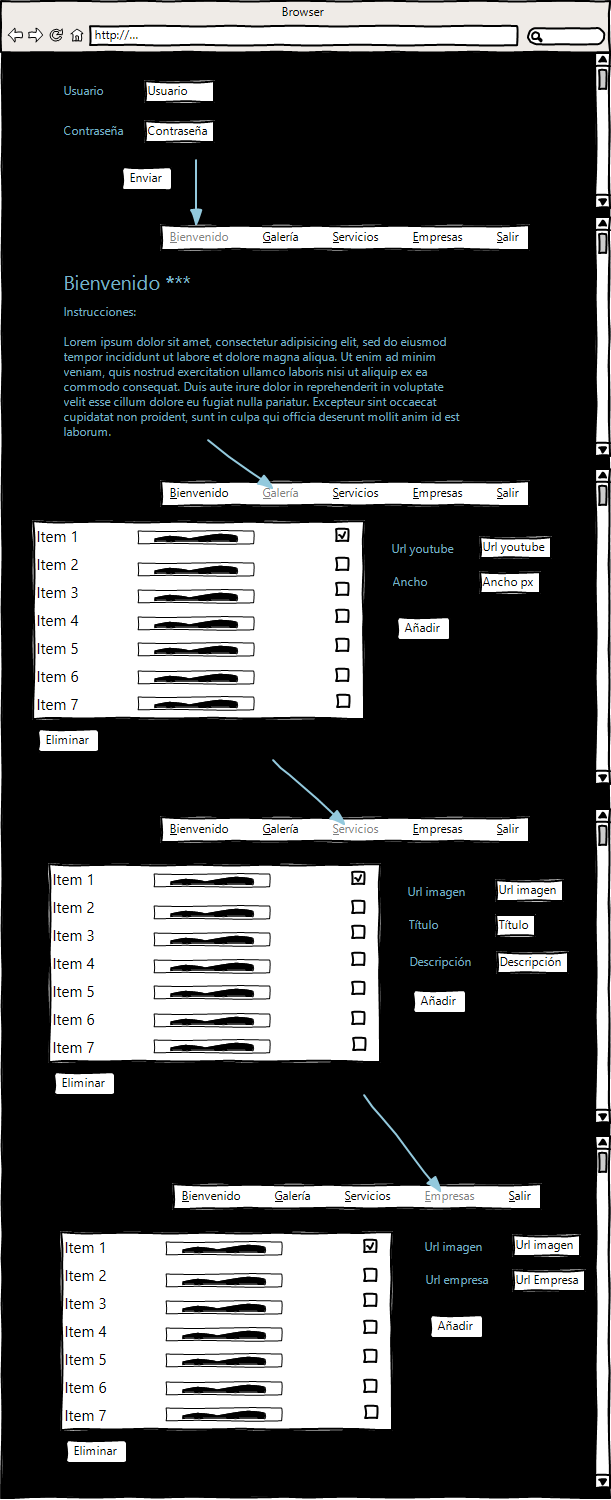 Browser
http://...
Usuario Usuario
Contraseña Contraseña
Enviar
Bienvenido Galería Servicios Empresas Salir
Bienvenido ***
Instrucciones:
Lorem ipsum dolor sit amet, consectetur adipisicing elit, sed do eiusmod
tempor incididunt ut labore et dolore magna aliqua. Ut enim ad minim
veniam, quis nostrud exercitation ullamco laboris nisi ut aliquip ex ea
commodo consequat. Duis aute irure dolor in reprehenderit in voluptate
velit esse cillum dolore eu fugiat nulla pariatur. Excepteur sint occaecat
cupidatat non proident, sunt in culpa qui officia deserunt mollit anim id est
laborum.
Bienvenido Galería Servicios Empresas Salir
Item 1
Item 2
Item 3
Item 4
Item 5
Item 6
Item 7
Url youtube Url youtube
Ancho Ancho px
Añadir
Eliminar
Bienvenido Galería Servicios Empresas Salir
Item 1
Item 2
Item 3
Item 4
Item 5
Item 6
Item 7
Url imagen Url imagen
Título Título
Descripción Descripción
Añadir
Eliminar
Bienvenido Galería Servicios Empresas Salir
Item 1
Item 2
Item 3
Item 4
Item 5
Item 6
Item 7
Url imagen Url imagen
Url empresa Url Empresa
Añadir
Eliminar